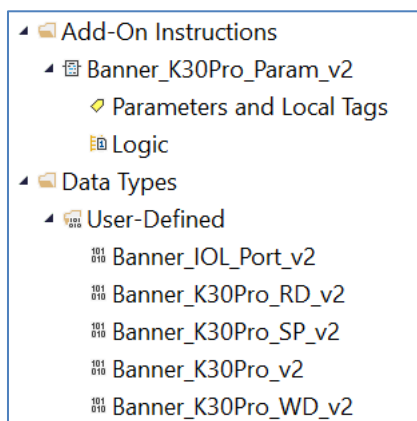 Add-On Instructions
Banner_K30Pro_Param_v2
Parameters and Local Tags
Logic
Data Types
User-Defined
Banner_IOL_Port_v2
Banner_K30Pro_RD_v2
Banner_K30Pro_SP_v2
Banner_K30Pro_v2
Banner_K30Pro_WD_v2